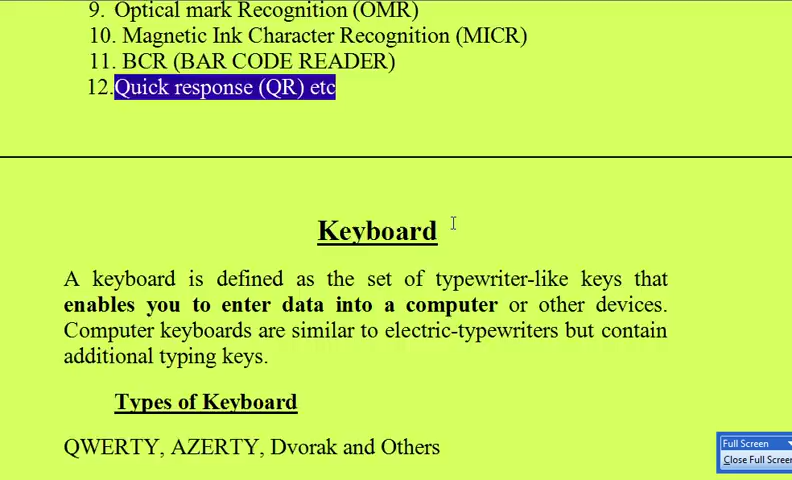 9. Optical mark Recognition (OMR)
10. Magnetic Ink Character Recognition (MICR)
11. BCR (BAR CODE READER)
12.Quick response (QR) etc
Keyboard
A keyboard is defined as the set of typewriter-like keys that
enables you to enter data into a computer or other devices.
Computer keyboards are similar to electric-typewriters but contain
additional typing keys.
Types of Keyboard
QWERTY, AZERTY, Dvorak and Others
Full Screen
Close Full Screen